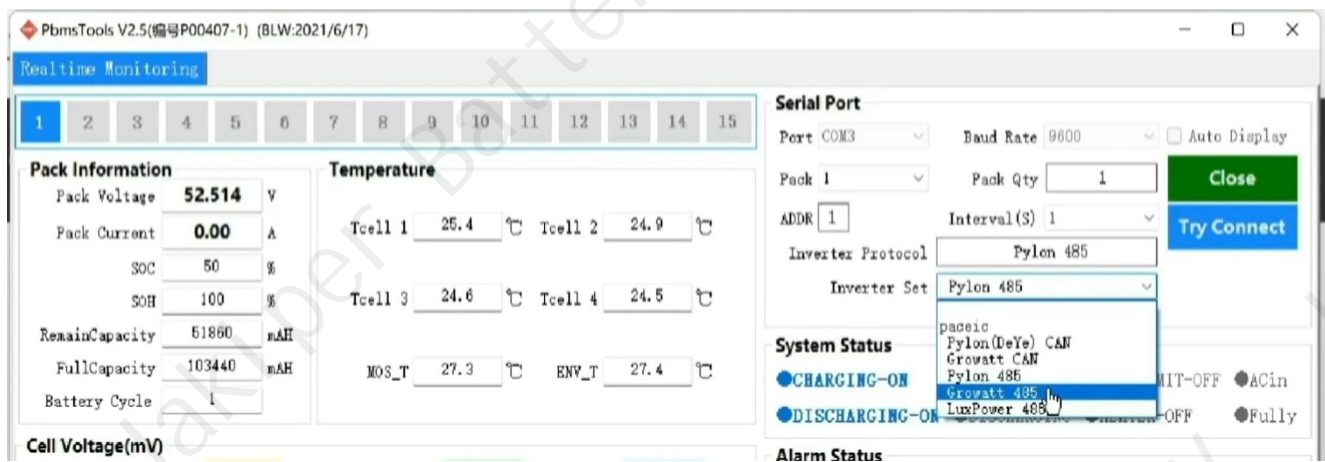 PbmsTools V2.5(编号P00407-1) (BLW:2021/6/17)
Realtime Monitoring
1 2 3 4 5 6 7 8 9 10 11 12 13 14 15
Pack Information
Pack Voltage 52.514 V
Pack Current 0.00 A
SOC 50 %
SOH 100 %
RemainCapacity 51860 mAH
FullCapacity 103440 mAH
Battery Cycle 1
Temperature
Tcell 1 25.4 ℃ Tcell 2 24.9 ℃
Tcell 3 24.6 ℃ Tcell 4 24.5 ℃
MOS_T 27.3 ℃ ENV_T 27.4 ℃
Serial Port
Port COM3 Baud Rate 9600 Auto Display
Pack 1 Pack Qty 1 Close
ADDR 1 Interval(S) 1 Try Connect
Inverter Protocol Pylon 485
Inverter Set Pylon 485
paceic
Pylon(DeYe) CAN
Growatt CAN
Pylon 485
Growatt 485
LuxPower 485
System Status
CHARGING-ON MIT-OFF ACin
DISCHARGING-ON -OFF Fully
Cell Voltage(mV)
Alarm Status